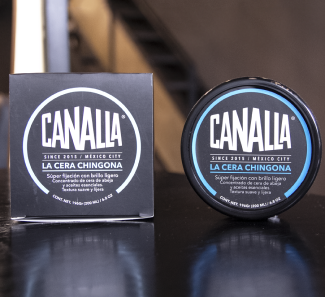 CANALLA®
SINCE 2015 / MÉXICO CITY
LA CERA CHINGONA
Súper fijación con brillo ligero
Concentrado de cera de abeja
y aceites esenciales.
Textura suave y ligera
CANALLA®
SINCE 2015 / MÉXICO CITY
LA CERA CHINGONA
Súper fijación con brillo ligero
Concentrado de cera de abeja
y aceites esenciales.
Textura suave y ligera